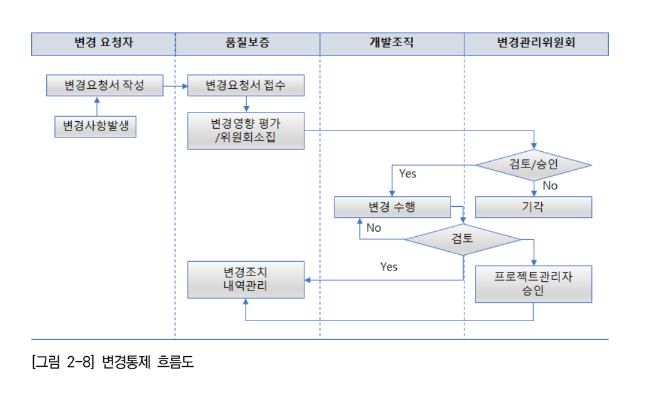 변경 요청자
품질보증
개발조직
변경관리위원회
변경요청서 작성
변경요청서 접수
변경사항발생
변경영향 평가
/위원회소집
검토/승인
Yes
No
변경 수행
기각
No
검토
Yes
변경조치
내역관리
프로젝트관리자
승인
[그림 2-8] 변경통제 흐름도